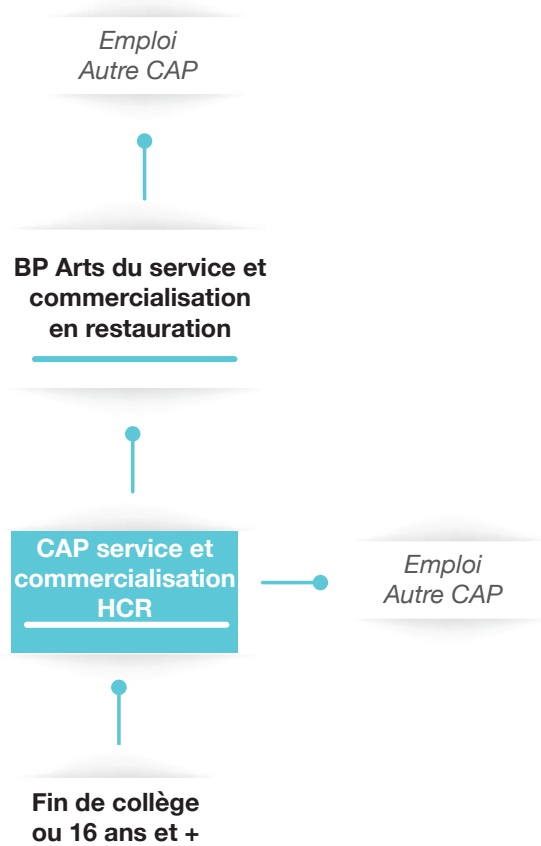 Emploi
Autre CAP
BP Arts du service et
commercialisation
en restauration
CAP service et
commercialisation
HCR
Emploi
Autre CAP
Fin de collège
ou 16 ans et +